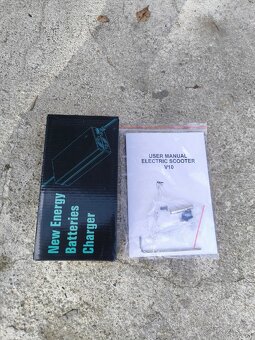 New Energy
Batteries
Charger
USER MANUAL
ELECTRIC SCOOTER
V10